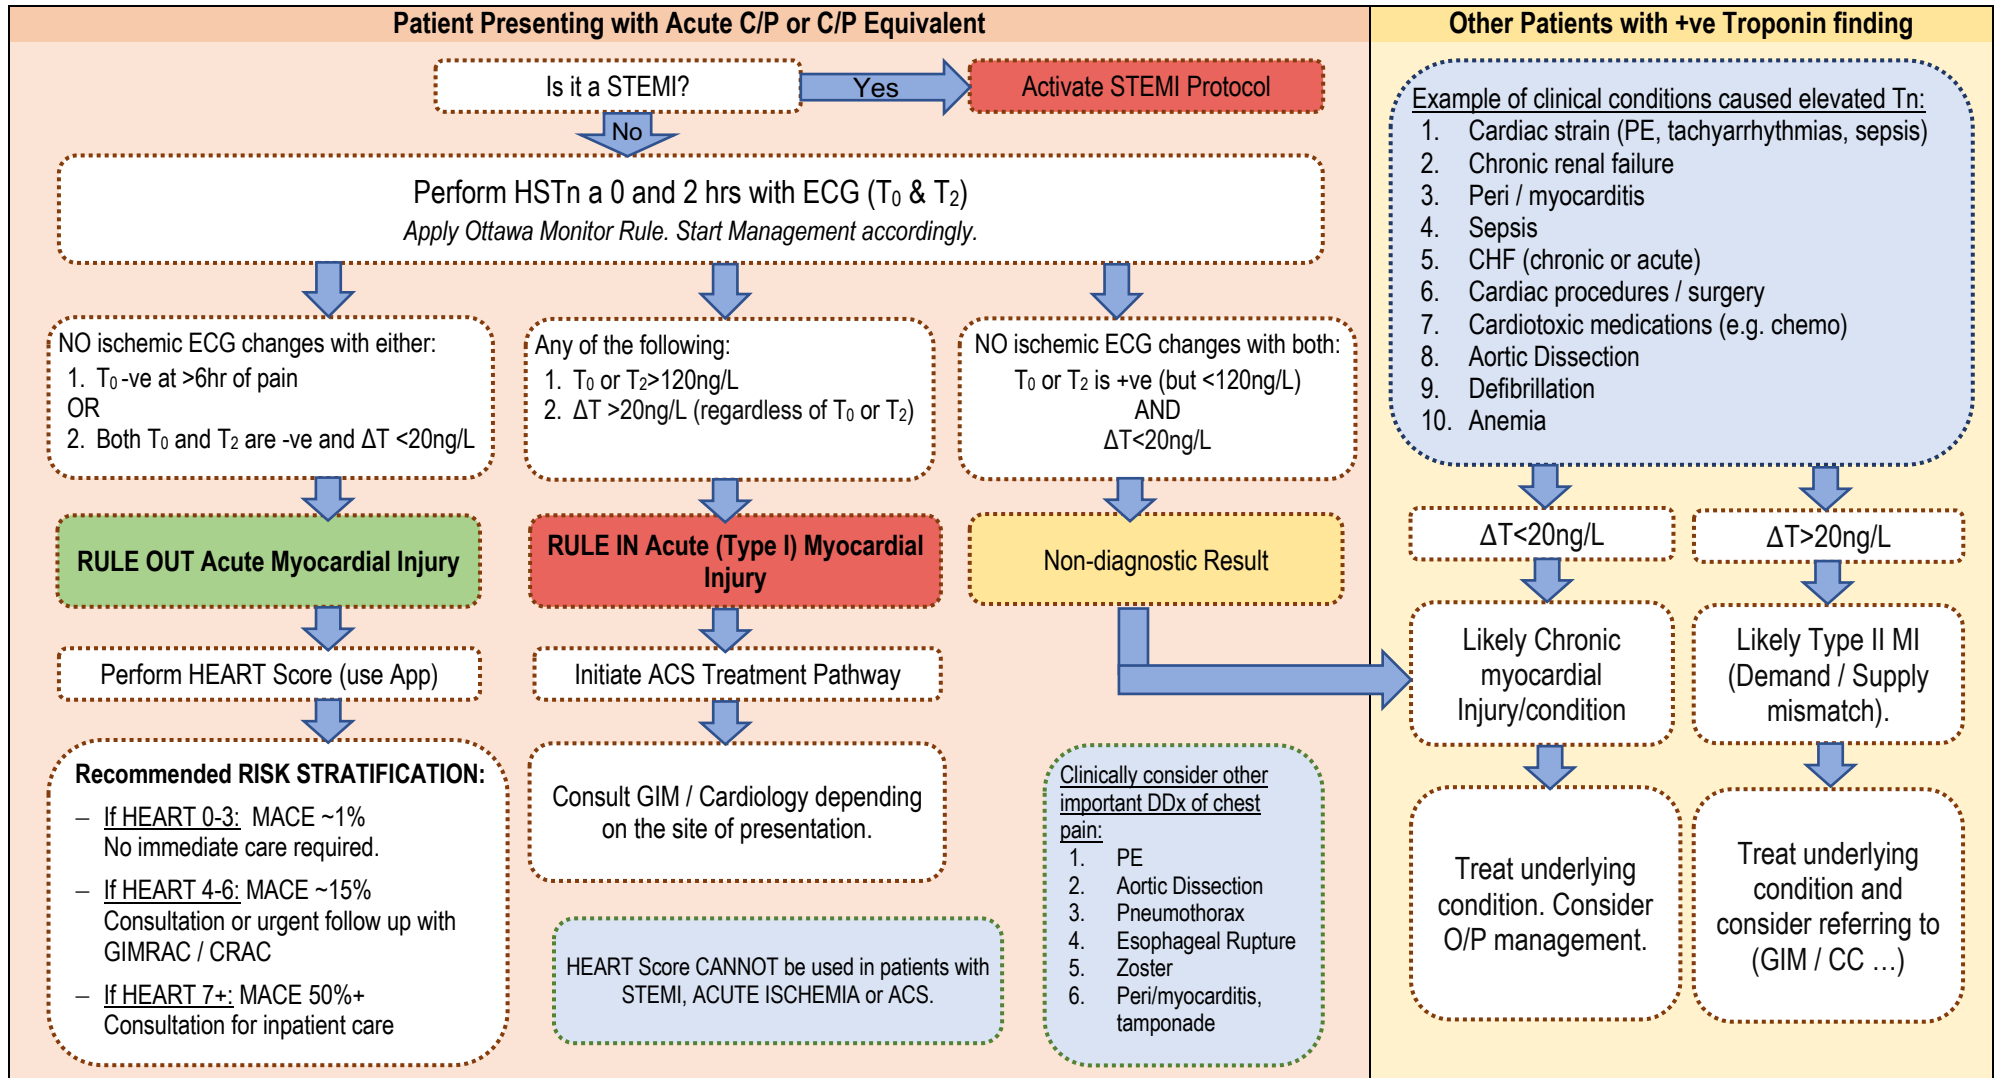 Patient Presenting with Acute C/P or C/P Equivalent
Is it a STEMI?
Yes
Activate STEMI Protocol
No
Perform HSTn a 0 and 2 hrs with ECG (T₀ & T₂)
Apply Ottawa Monitor Rule. Start Management accordingly.
NO ischemic ECG changes with either:
1. T₀ -ve at >6hr of pain
OR
2. Both T₀ and T₂ are -ve and ΔT <20ng/L
Any of the following:
1. T₀ or T₂>120ng/L
2. ΔT >20ng/L (regardless of T₀ or T₂)
NO ischemic ECG changes with both:
T₀ or T₂ is +ve (but <120ng/L)
AND
ΔT<20ng/L
RULE OUT Acute Myocardial Injury
RULE IN Acute (Type I) Myocardial
Injury
Non-diagnostic Result
Perform HEART Score (use App)
Initiate ACS Treatment Pathway
Recommended RISK STRATIFICATION:
– If HEART 0-3: MACE ~1%
No immediate care required.
– If HEART 4-6: MACE ~15%
Consultation or urgent follow up with
GIMRAC / CRAC
– If HEART 7+: MACE 50%+
Consultation for inpatient care
Consult GIM / Cardiology depending
on the site of presentation.
HEART Score CANNOT be used in patients with
STEMI, ACUTE ISCHEMIA or ACS.
Clinically consider other
important DDx of chest
pain:
1. PE
2. Aortic Dissection
3. Pneumothorax
4. Esophageal Rupture
5. Zoster
6. Peri/myocarditis,
tamponade
Other Patients with +ve Troponin finding
Example of clinical conditions caused elevated Tn:
1. Cardiac strain (PE, tachyarrhythmias, sepsis)
2. Chronic renal failure
3. Peri / myocarditis
4. Sepsis
5. CHF (chronic or acute)
6. Cardiac procedures / surgery
7. Cardiotoxic medications (e.g. chemo)
8. Aortic Dissection
9. Defibrillation
10. Anemia
ΔT<20ng/L
ΔT>20ng/L
Likely Chronic
myocardial
Injury/condition
Likely Type II MI
(Demand / Supply
mismatch).
Treat underlying
condition. Consider
O/P management.
Treat underlying
condition and
consider referring to
(GIM / CC …)